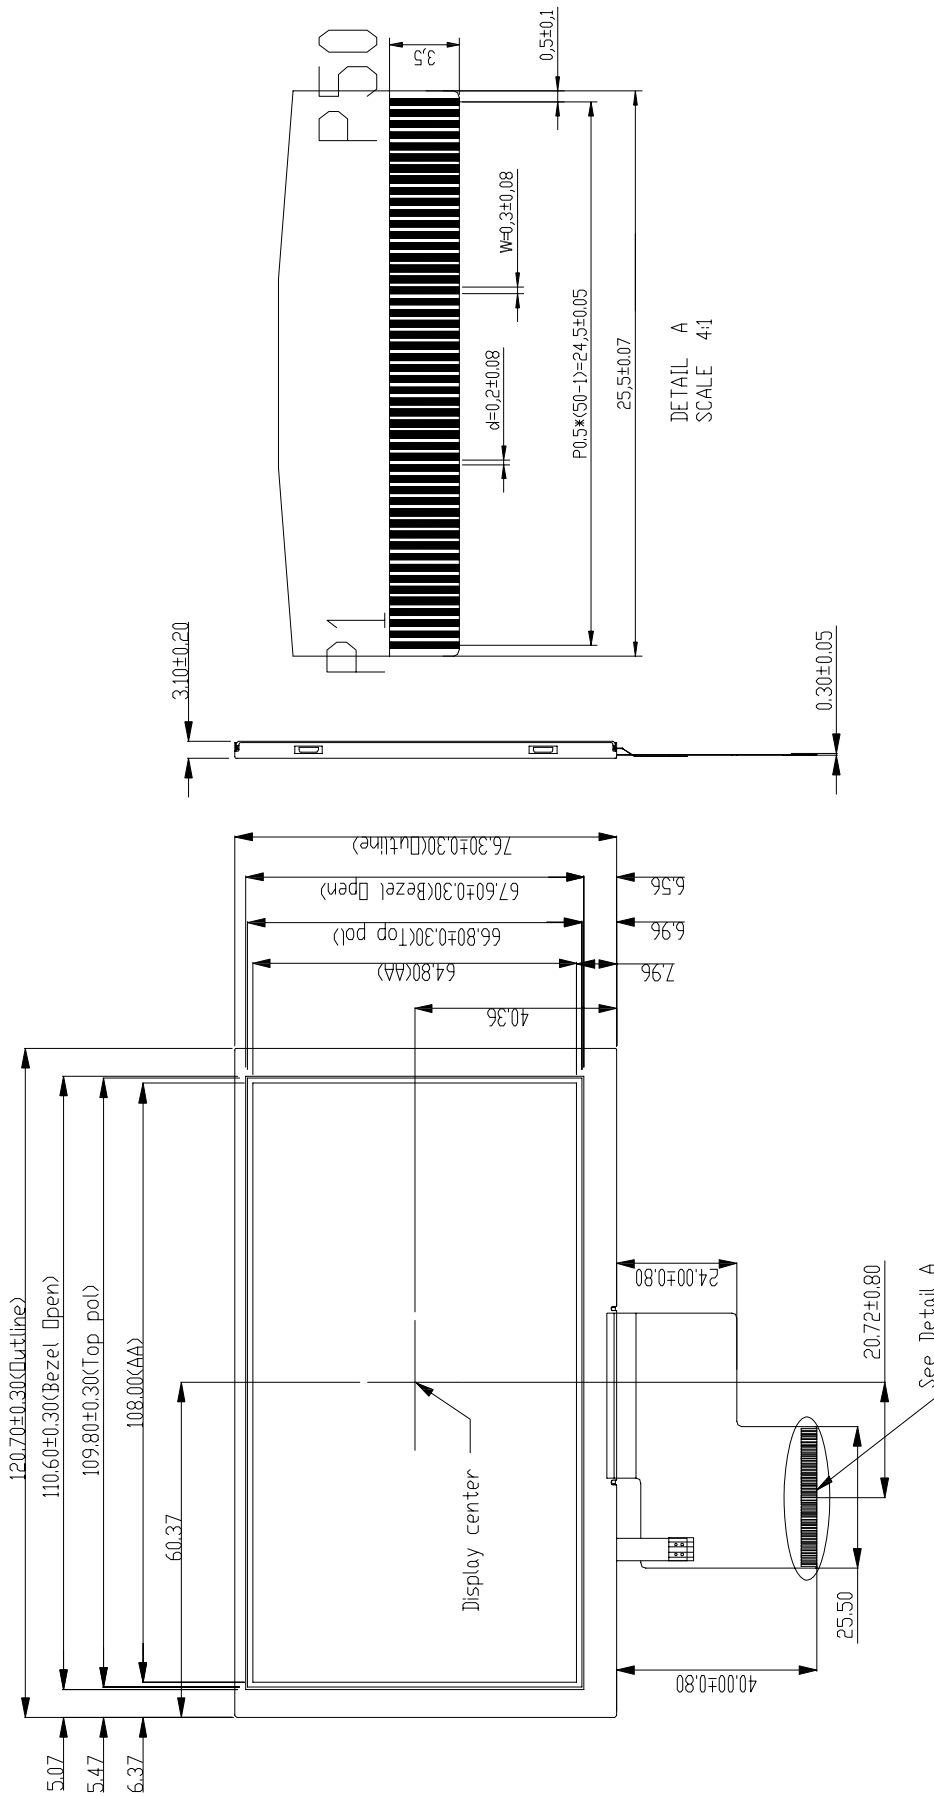 120.70±0.30(Outline)
110.60±0.30(Bezel Open)
109.80±0.30(Top pol)
108.00(AA)
60.37
5.07
5.47
6.37
Display center
76.30±0.30(Outline)
67.60±0.30(Bezel Open)
66.80±0.30(Top pol)
64.80(AA)
40.36
6.56
6.96
7.96
24.00±0.80
20.72±0.80
See Detail A
25.50
40.00±0.80
3.10±0.20
0.30±0.05
P1
P50
3,5
0,5±0,1
W=0,3±0,08
d=0,2±0.08
P0.5*(50-1)=24,5±0.05
25,5±0.07
DETAIL A
SCALE 4:1